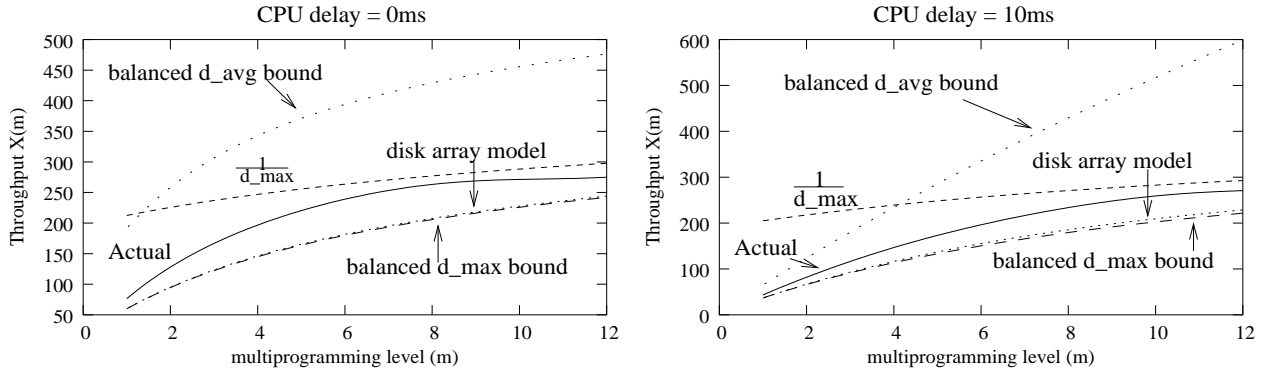 CPU delay = 0ms
500
450
400
350
300
250
200
150
100
50
0
2
4
6
8
10
12
Throughput X(m)
multiprogramming level (m)
balanced d_avg bound
disk array model
1
d_max
Actual
balanced d_max bound
CPU delay = 10ms
600
500
400
300
200
100
0
0
2
4
6
8
10
12
Throughput X(m)
multiprogramming level (m)
balanced d_avg bound
disk array model
1
d_max
Actual
balanced d_max bound